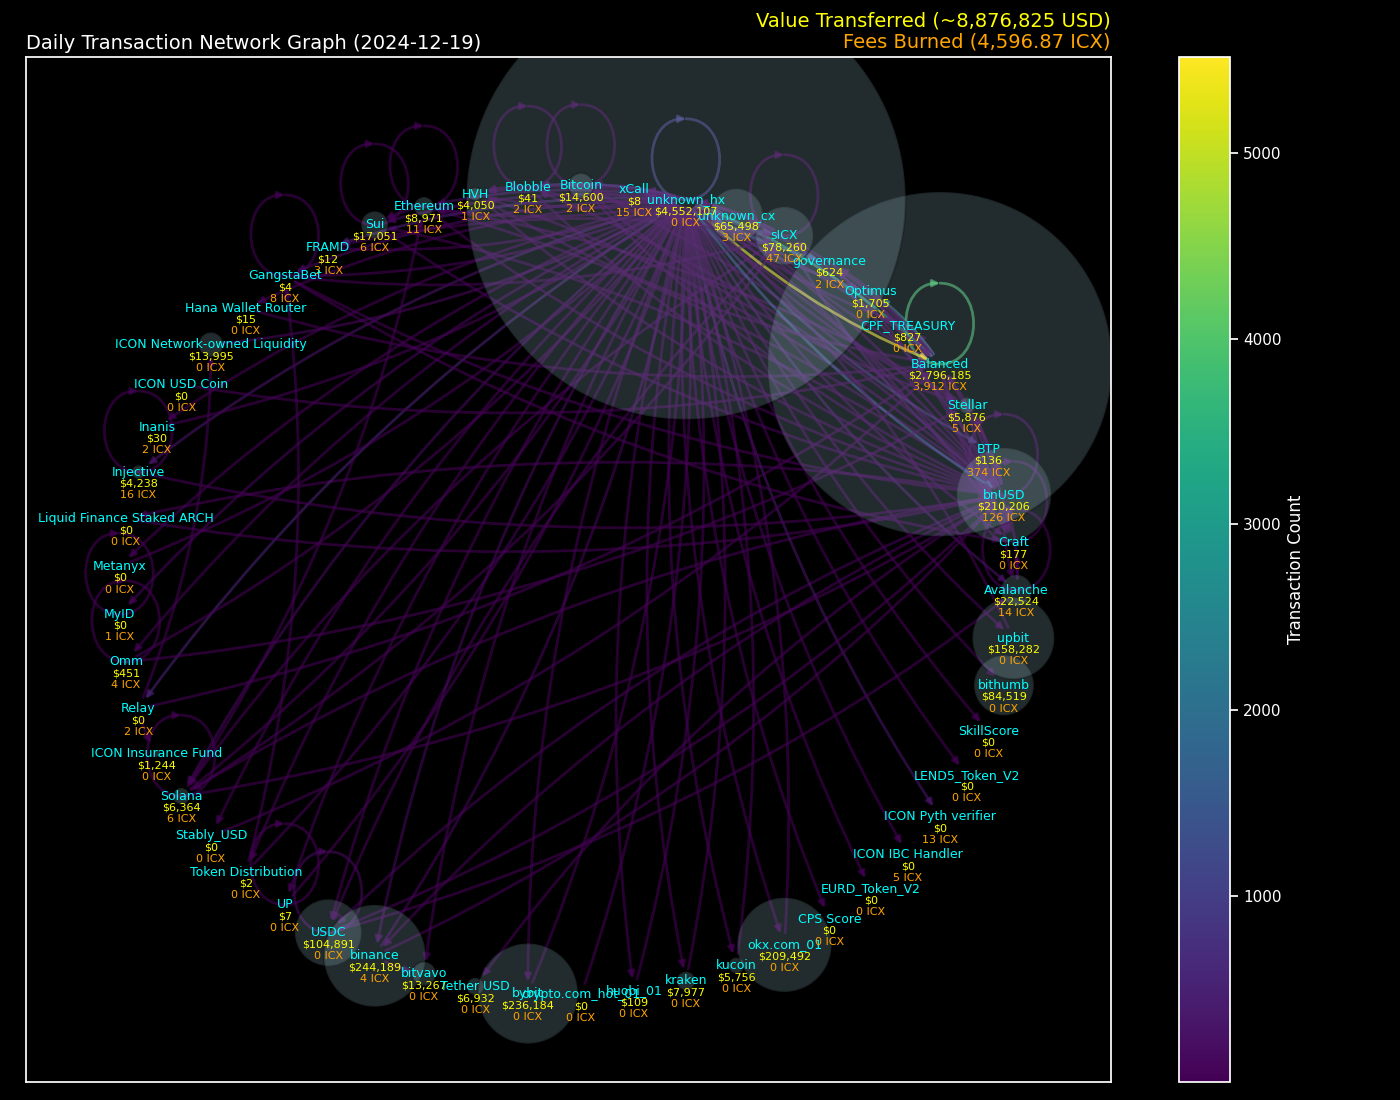 Value Transferred (~8,876,825 USD)
Daily Transaction Network Graph (2024-12-19)
Fees Burned (4,596.87 ICX)
Bitcoin
$14,600
2 ICX
Blobble
$41
2 ICX
xCall
$8
15 ICX
HVH
$4,050
1 ICX
unknown_hx
$4,552,107
0 ICX
Ethereum
$8,971
11 ICX
unknown_cx
$65,498
3 ICX
Sui
$17,051
6 ICX
sICX
$78,260
47 ICX
FRAMD
$12
3 ICX
governance
$624
2 ICX
GangstaBet
$4
8 ICX
Optimus
$1,705
0 ICX
Hana Wallet Router
$15
0 ICX
CPF_TREASURY
$827
0 ICX
ICON Network-owned Liquidity
$13,995
0 ICX
Balanced
$2,796,185
3,912 ICX
ICON USD Coin
$0
0 ICX
Stellar
$5,876
5 ICX
Inanis
$30
2 ICX
BTP
$136
374 ICX
Injective
$4,238
16 ICX
bnUSD
$210,206
126 ICX
Liquid Finance Staked ARCH
$0
0 ICX
Craft
$177
0 ICX
Metanyx
$0
0 ICX
Avalanche
$22,524
14 ICX
MyID
$0
1 ICX
upbit
$158,282
0 ICX
Omm
$451
4 ICX
bithumb
$84,519
0 ICX
Relay
$0
2 ICX
SkillScore
$0
0 ICX
ICON Insurance Fund
$1,244
0 ICX
LEND5_Token_V2
$0
0 ICX
Solana
$6,364
6 ICX
ICON Pyth verifier
$0
13 ICX
Stably_USD
$0
0 ICX
ICON IBC Handler
$0
5 ICX
Token Distribution
$2
0 ICX
EURD_Token_V2
$0
0 ICX
UP
$7
0 ICX
CPS Score
$0
0 ICX
USDC
$104,891
0 ICX
okx.com_01
$209,492
0 ICX
binance
$244,189
4 ICX
kucoin
$5,756
0 ICX
bitvavo
$13,267
0 ICX
kraken
$7,977
0 ICX
Tether USD
$6,932
0 ICX
huobi_01
$109
0 ICX
bybit
$236,184
0 ICX
crypto.com_hot_01
$0
0 ICX
5000
4000
3000
2000
1000
Transaction Count